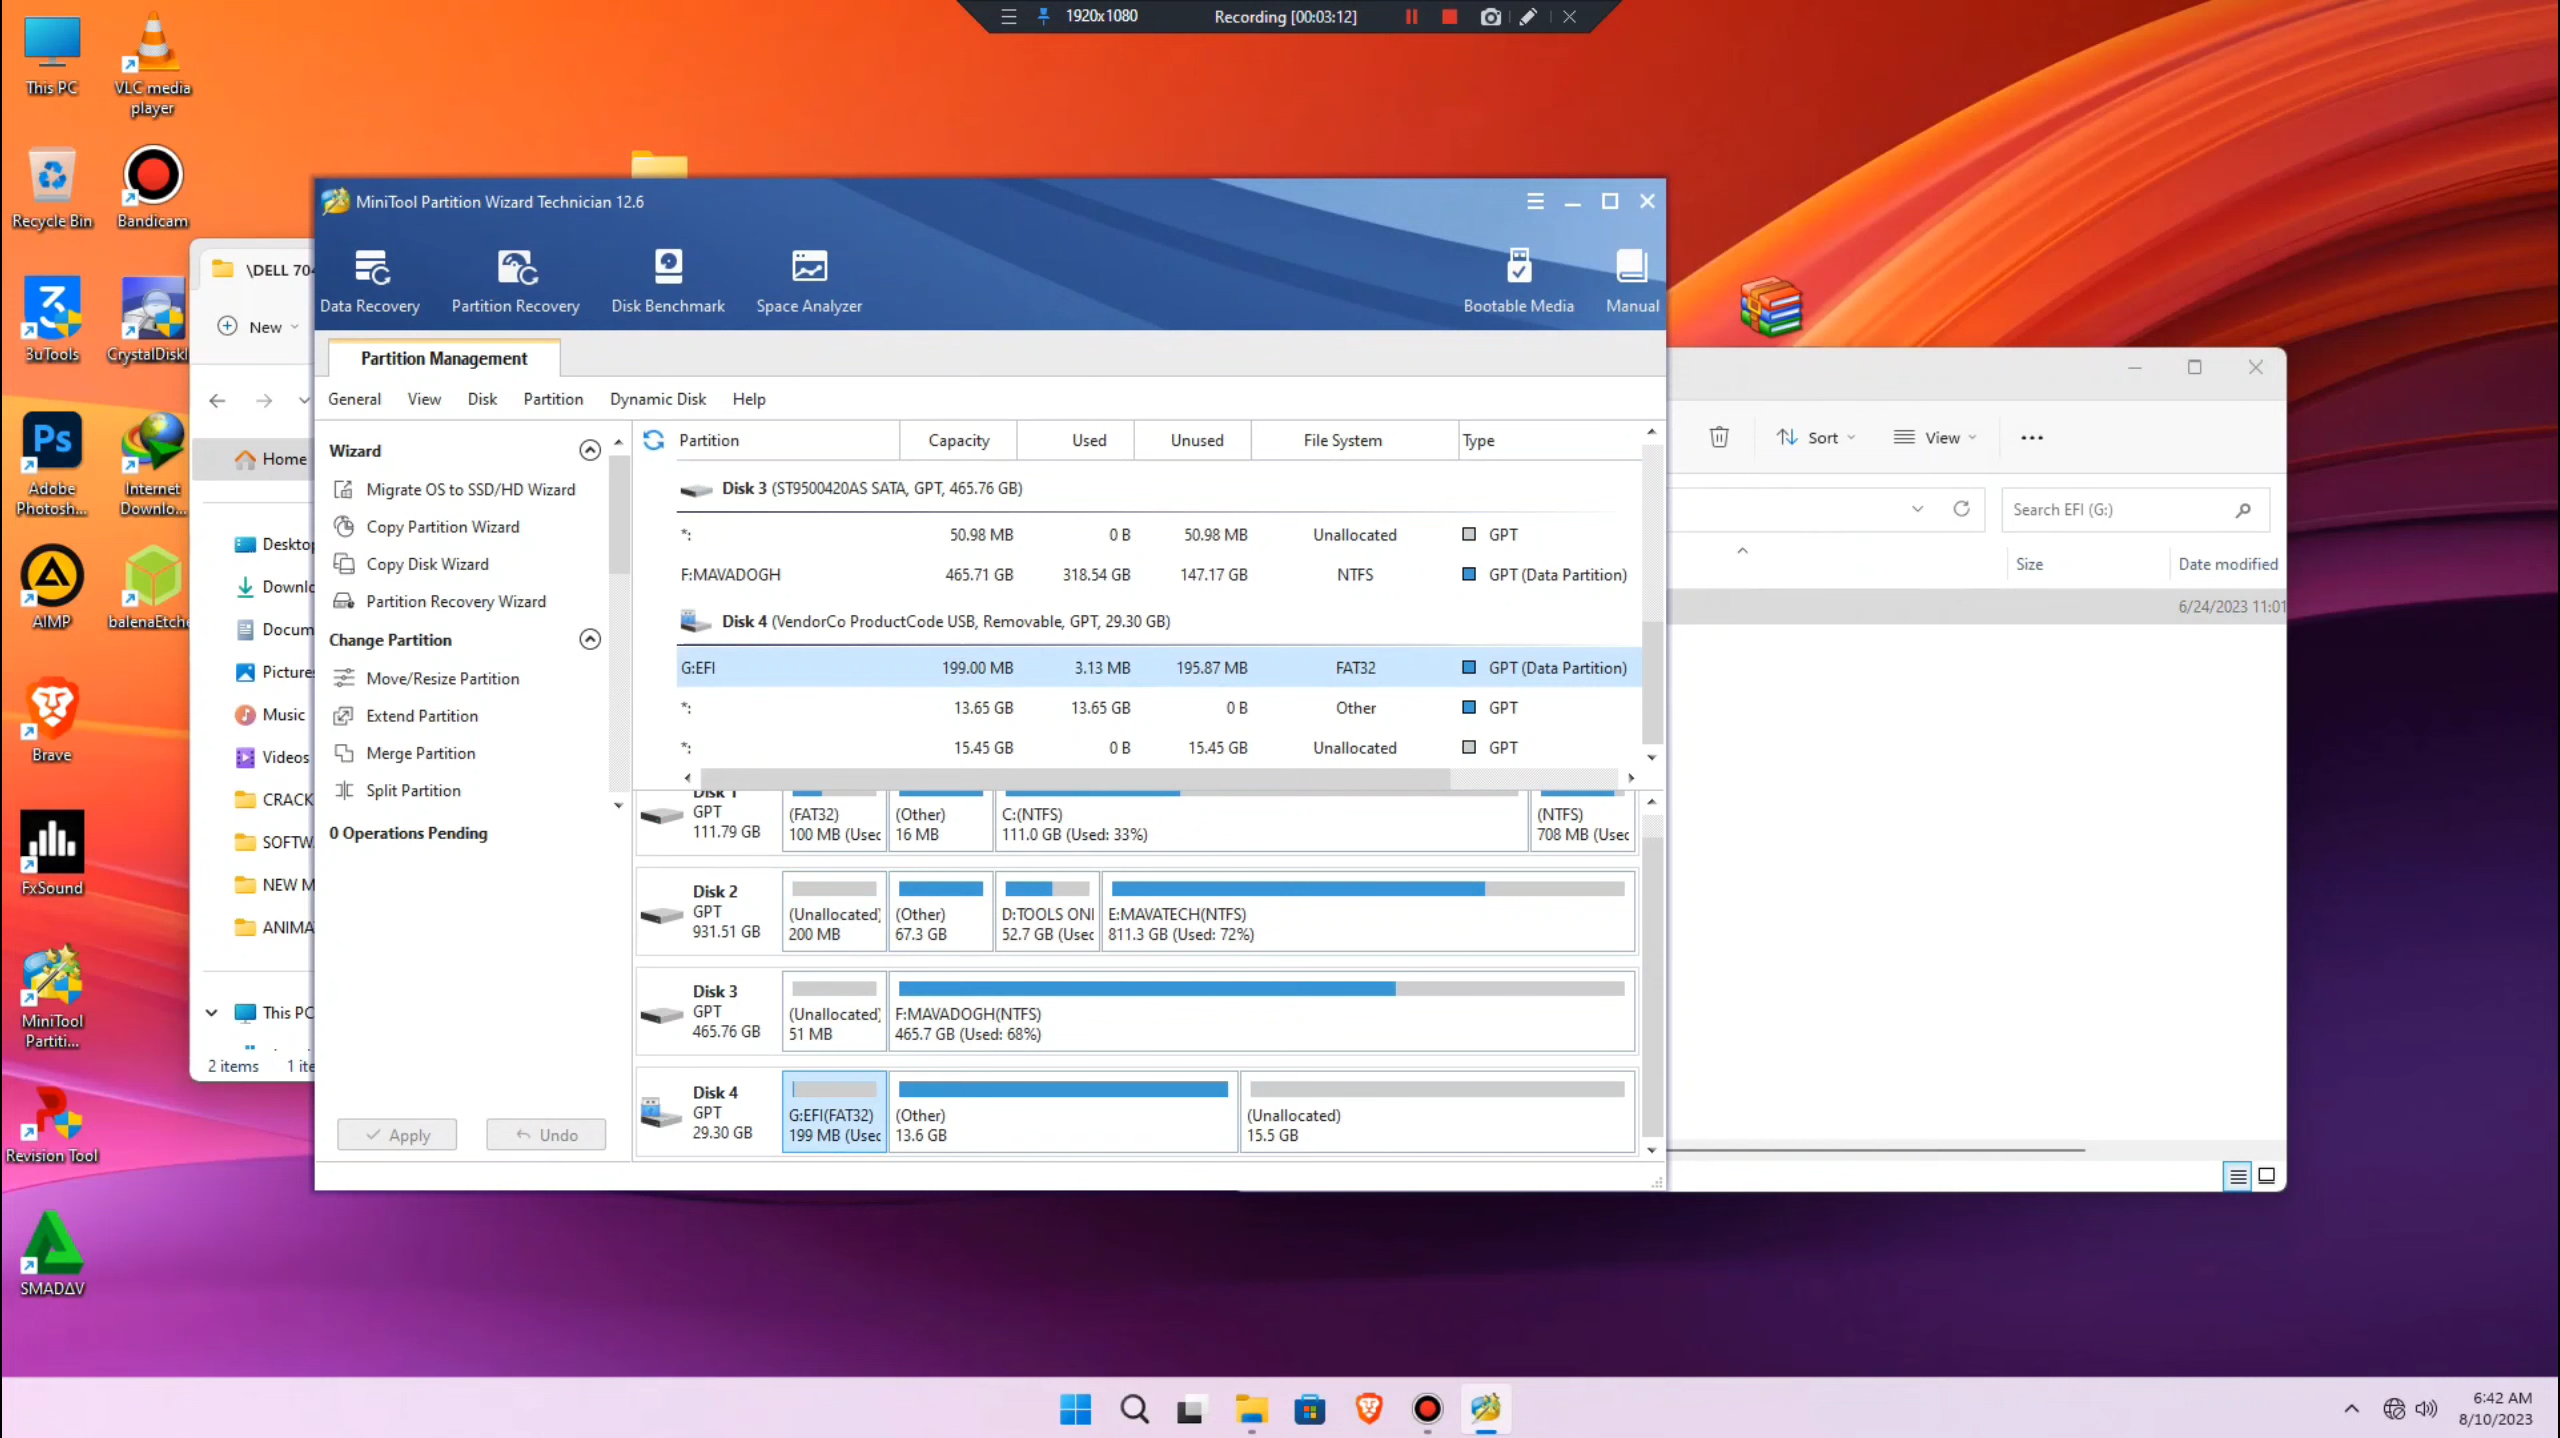 1920x1080
Recording [00:03:12]
This PC
VLC media
player
Recycle Bin
Bandicam
3uTools
CrystalDiskI
Ps
Adobe
Photosh...
Internet
Downlo...
AIMP
balenaEtche
Brave
FxSound
MiniTool
Partiti...
Revision Tool
SMADΔV
\DELL 704
New
Home
Desktop
Downlo
Docum
Pictures
Music
Videos
CRACK
SOFTW
NEW M
ANIMA
This PC
2 items
1 ite
MiniTool Partition Wizard Technician 12.6
Data Recovery
Partition Recovery
Disk Benchmark
Space Analyzer
Bootable Media
Manual
Partition Management
General View Disk Partition Dynamic Disk Help
Wizard
Migrate OS to SSD/HD Wizard
Copy Partition Wizard
Copy Disk Wizard
Partition Recovery Wizard
Change Partition
Move/Resize Partition
Extend Partition
Merge Partition
Split Partition
0 Operations Pending
Apply
Undo
Partition Capacity Used Unused File System Type
Disk 3 (ST9500420AS SATA, GPT, 465.76 GB)
*: 50.98 MB 0 B 50.98 MB Unallocated GPT
F:MAVADOGH 465.71 GB 318.54 GB 147.17 GB NTFS GPT (Data Partition)
Disk 4 (VendorCo ProductCode USB, Removable, GPT, 29.30 GB)
G:EFI 199.00 MB 3.13 MB 195.87 MB FAT32 GPT (Data Partition)
*: 13.65 GB 13.65 GB 0 B Other GPT
*: 15.45 GB 0 B 15.45 GB Unallocated GPT
Disk 1
GPT
111.79 GB
(FAT32)
100 MB (Used
(Other)
16 MB
C:(NTFS)
111.0 GB (Used: 33%)
(NTFS)
708 MB (Used
Disk 2
GPT
931.51 GB
(Unallocated)
200 MB
(Other)
67.3 GB
D:TOOLS ONI
52.7 GB (Used
E:MAVATECH(NTFS)
811.3 GB (Used: 72%)
Disk 3
GPT
465.76 GB
(Unallocated)
51 MB
F:MAVADOGH(NTFS)
465.7 GB (Used: 68%)
Disk 4
GPT
29.30 GB
G:EFI(FAT32)
199 MB (Used
(Other)
13.6 GB
(Unallocated)
15.5 GB
Sort
View
Search EFI (G:)
Size
Date modified
6/24/2023 11:01
6:42 AM
8/10/2023